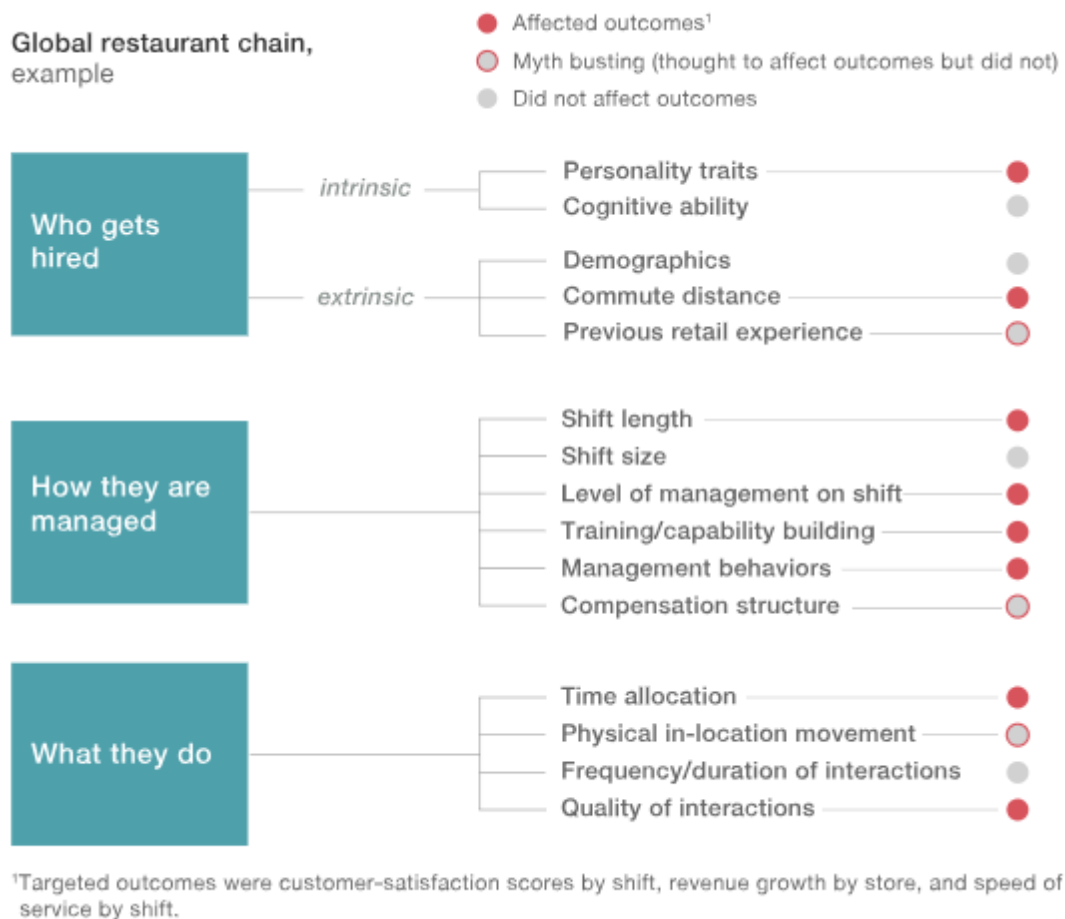 Global restaurant chain,
example
Affected outcomes¹
Myth busting (thought to affect outcomes but did not)
Did not affect outcomes
Who gets
hired
intrinsic
Personality traits
Cognitive ability
extrinsic
Demographics
Commute distance
Previous retail experience
How they are
managed
Shift length
Shift size
Level of management on shift
Training/capability building
Management behaviors
Compensation structure
What they do
Time allocation
Physical in-location movement
Frequency/duration of interactions
Quality of interactions
¹Targeted outcomes were customer-satisfaction scores by shift, revenue growth by store, and speed of
service by shift.